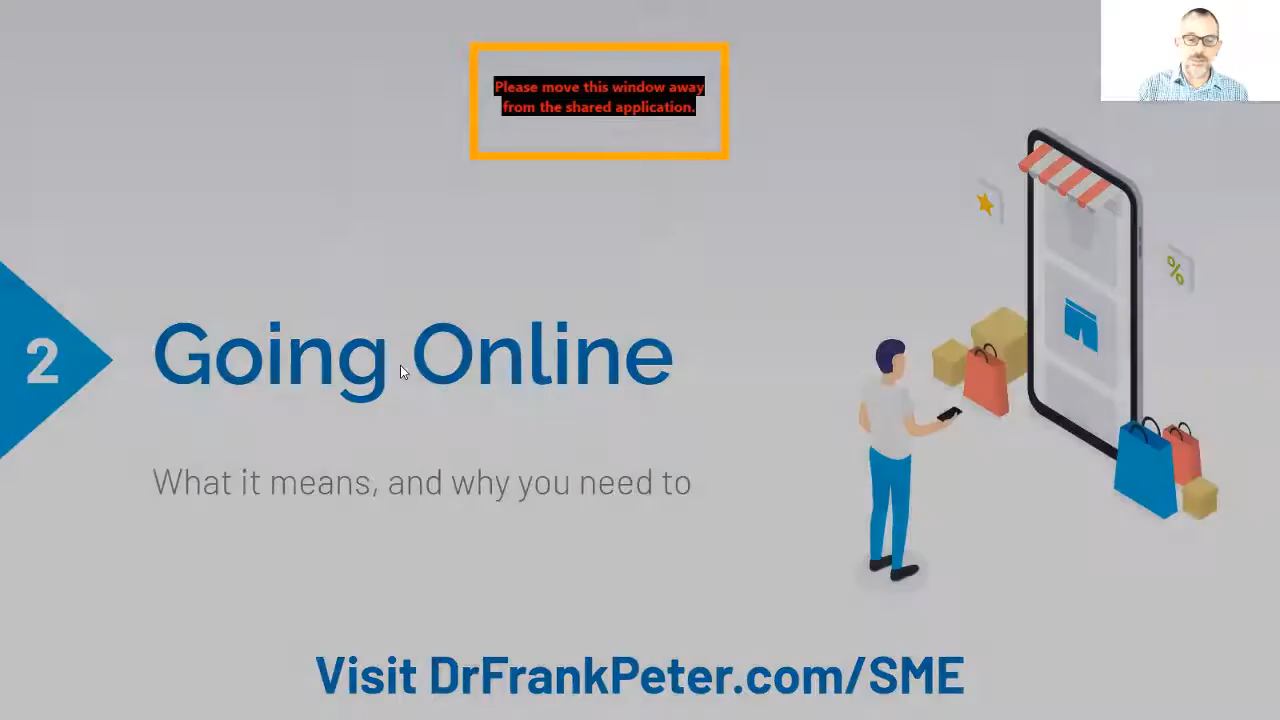 Please move this window away
from the shared application.
2
Going Online
What it means, and why you need to
%
Visit DrFrankPeter.com/SME